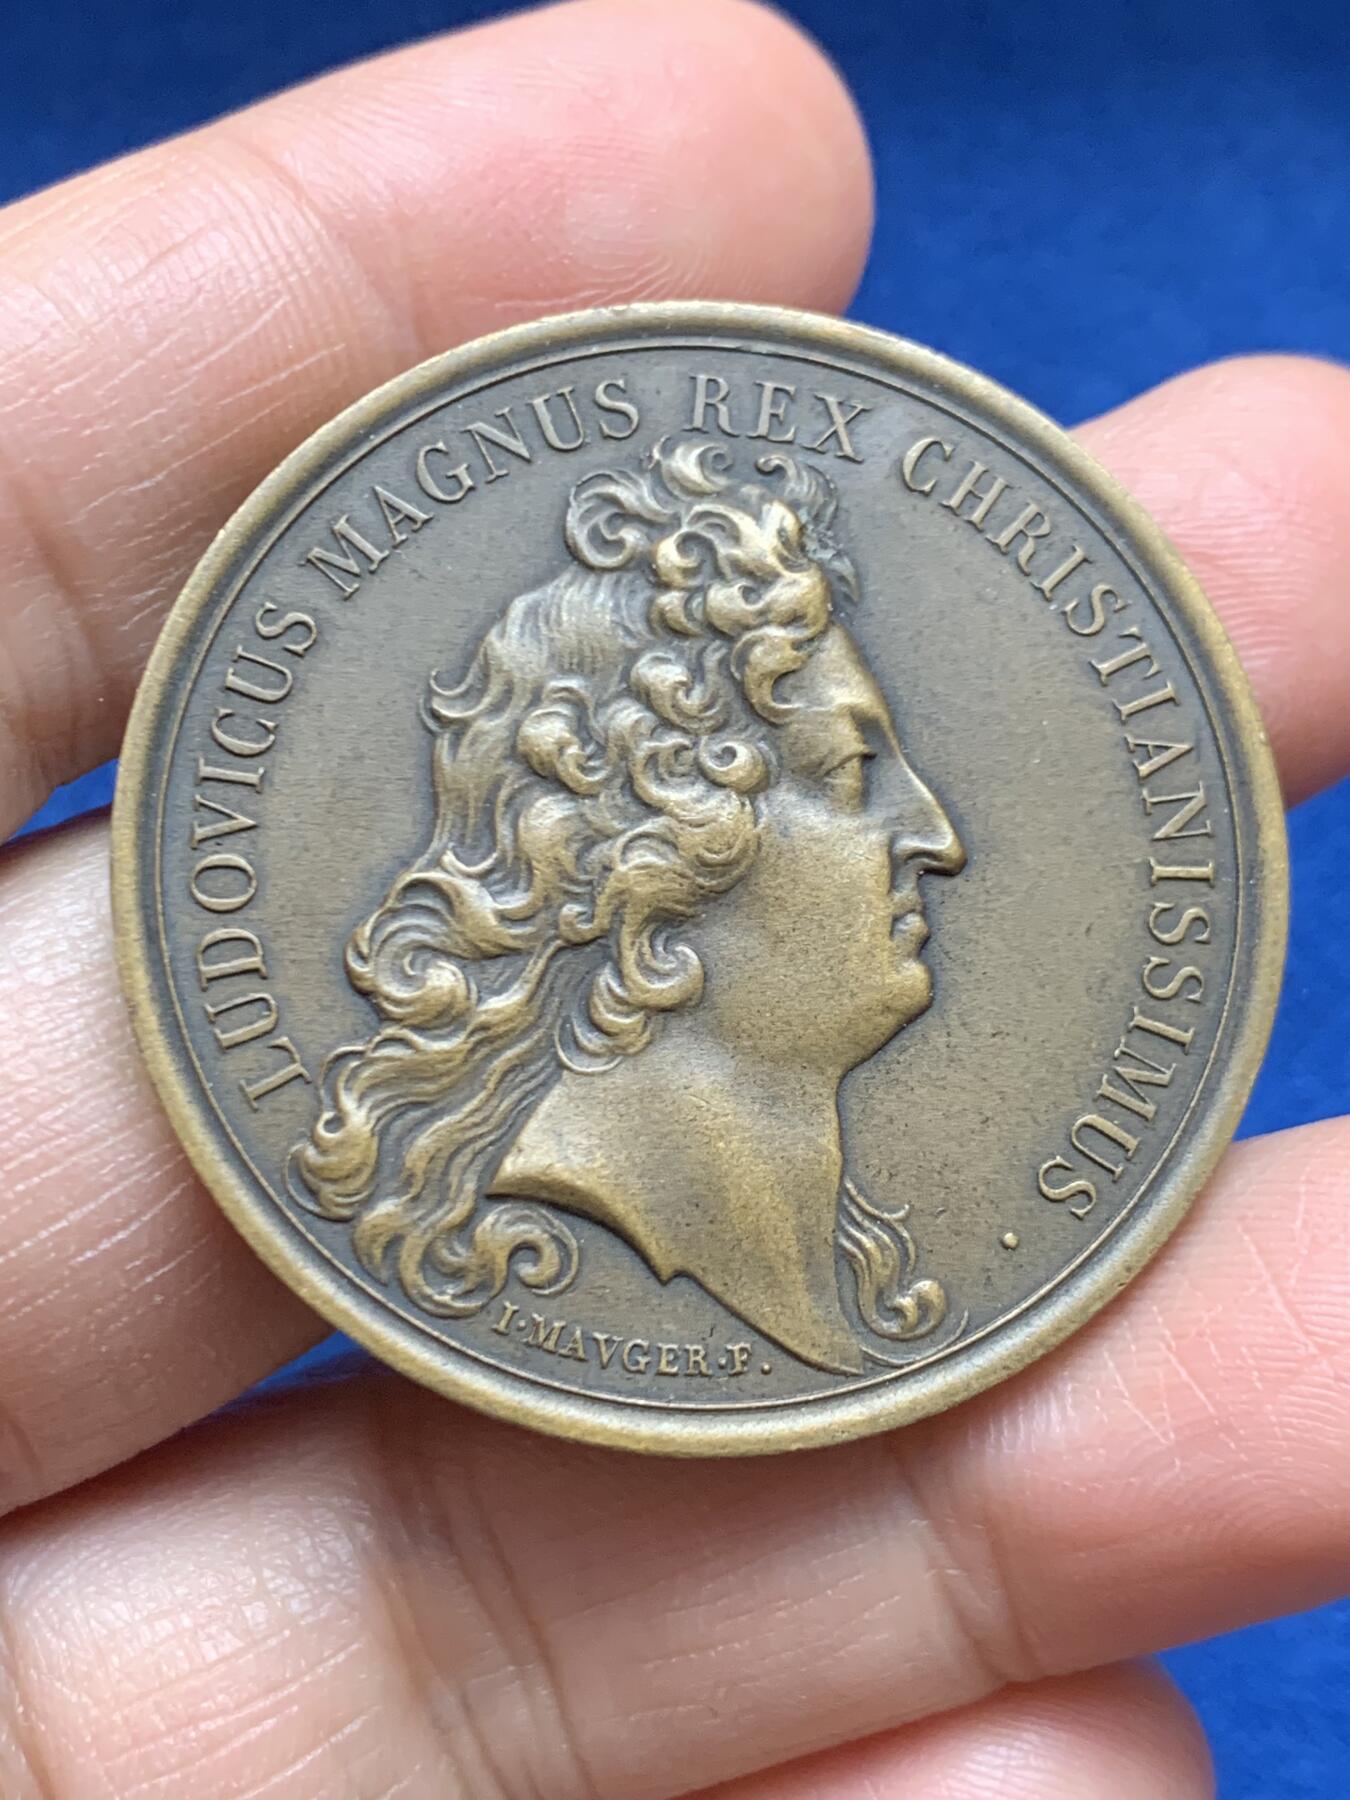 LUDOVICUS MAGNUS REX CHRISTIANISSIMUS .
I·MAVGER·F.